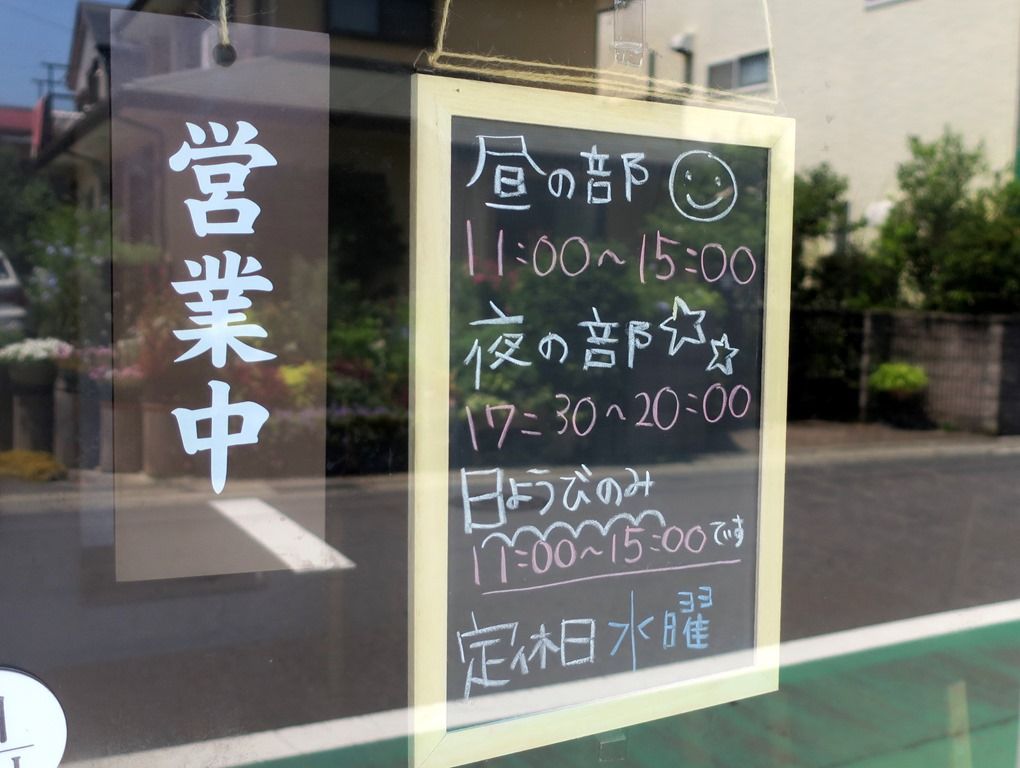 営業中
昼の部
11:00~15:00
夜の部
17:30~20:00
日ようびのみ
11:00~15:00です
定休日 水曜